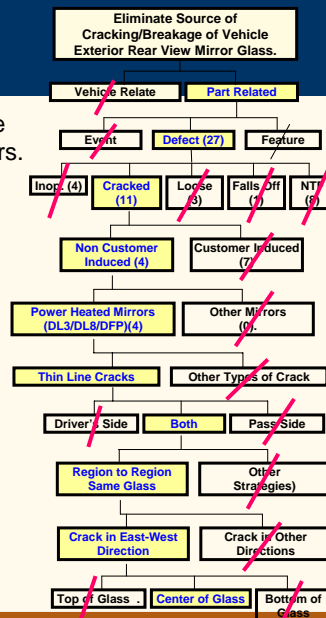 Eliminate Source of
Cracking/Breakage of Vehicle
Exterior Rear View Mirror Glass.
Vehicle Relate
Part Related
e
rs.
Event
Defect (27)
Feature
Inop. (4)
Cracked
(11)
Loose
(3)
Falls Off
(1)
NTF
(8)
Non Customer
Induced (4)
Customer Induced
(7)
Power Heated Mirrors
(DL3/DL8/DFP)(4)
Other Mirrors
(0).
Thin Line Cracks
Other Types of Crack
Driver's Side
Both
Pass Side
Region to Region
Same Glass
Other
Strategies)
Crack in East-West
Direction
Crack in Other
Directions
Top of Glass .
Center of Glass
Bottom of
Glass